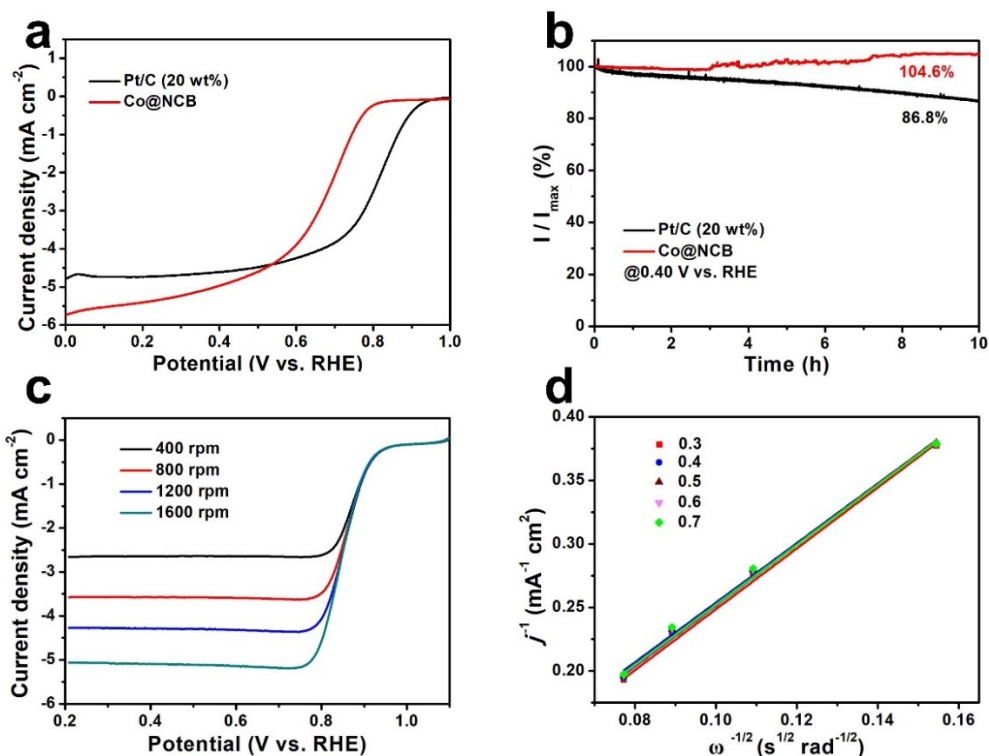 a
1
0
-1
-2
-3
-4
-5
-6
Current density (mA cm⁻²)
Pt/C (20 wt%)
Co@NCB
0.0 0.2 0.4 0.6 0.8 1.0
Potential (V vs. RHE)
b
120
100
80
60
40
20
0
I / Imax (%)
104.6%
86.8%
Pt/C (20 wt%)
Co@NCB
@0.40 V vs. RHE
0 2 4 6 8 10
Time (h)
c
1
0
-1
-2
-3
-4
-5
-6
Current density (mA cm⁻²)
400 rpm
800 rpm
1200 rpm
1600 rpm
0.2 0.4 0.6 0.8 1.0
Potential (V vs. RHE)
d
0.40
0.35
0.30
0.25
0.20
j⁻¹ (mA⁻¹ cm²)
0.3
0.4
0.5
0.6
0.7
0.08 0.10 0.12 0.14 0.16
ω ⁻¹/² (s¹/² rad⁻¹/²)